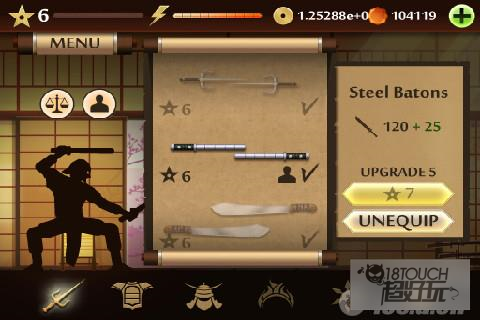 6
1.25288e+0
104119
MENU
6
Steel Batons
120 + 25
6
UPGRADES
7
UNEQUIP
6
18TOUCH
超好玩